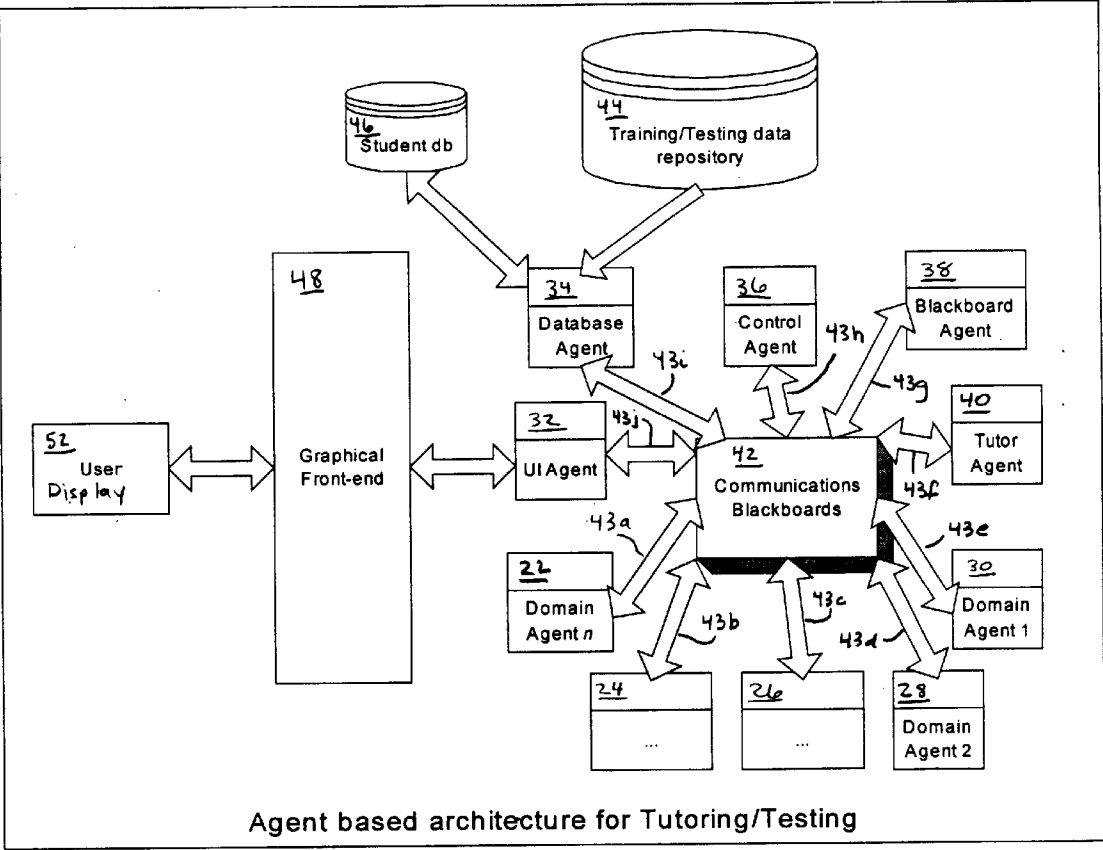 46
Student db
44
Training/Testing data
repository
48
Graphical
Front-end
34
Database
Agent
36
Control
Agent
38
Blackboard
Agent
43i
43h
43g
52
User
Display
32
UI Agent
43j
42
Communications
Blackboards
40
Tutor
Agent
43f
43a
43e
22
Domain
Agent n
43b
43c
43d
30
Domain
Agent 1
24
...
26
...
28
Domain
Agent 2
Agent based architecture for Tutoring/Testing